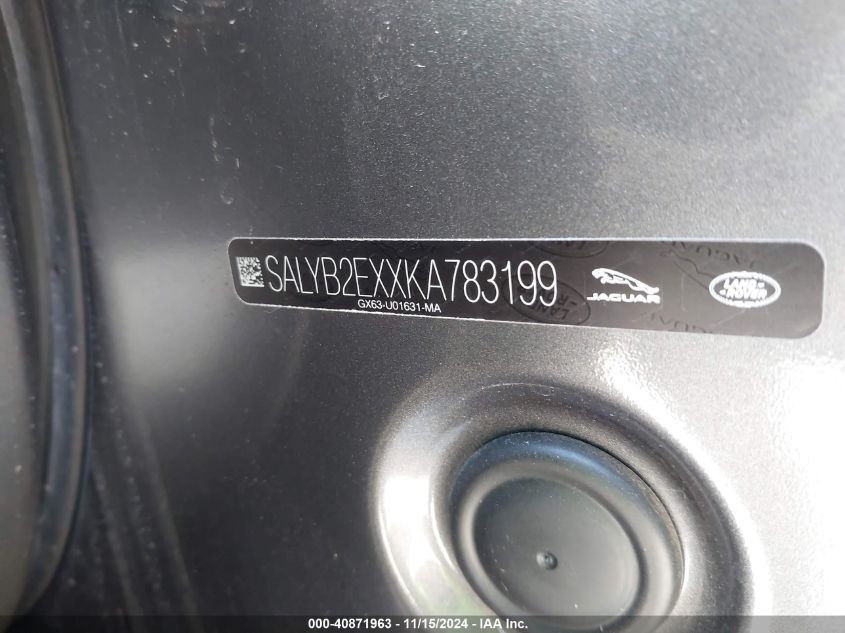 SALYB2EXXKA783199
GX63-U01631-MA
JAGUAR
LAND
ROVER
000-40871963 - 11/15/2024 - IAA Inc.